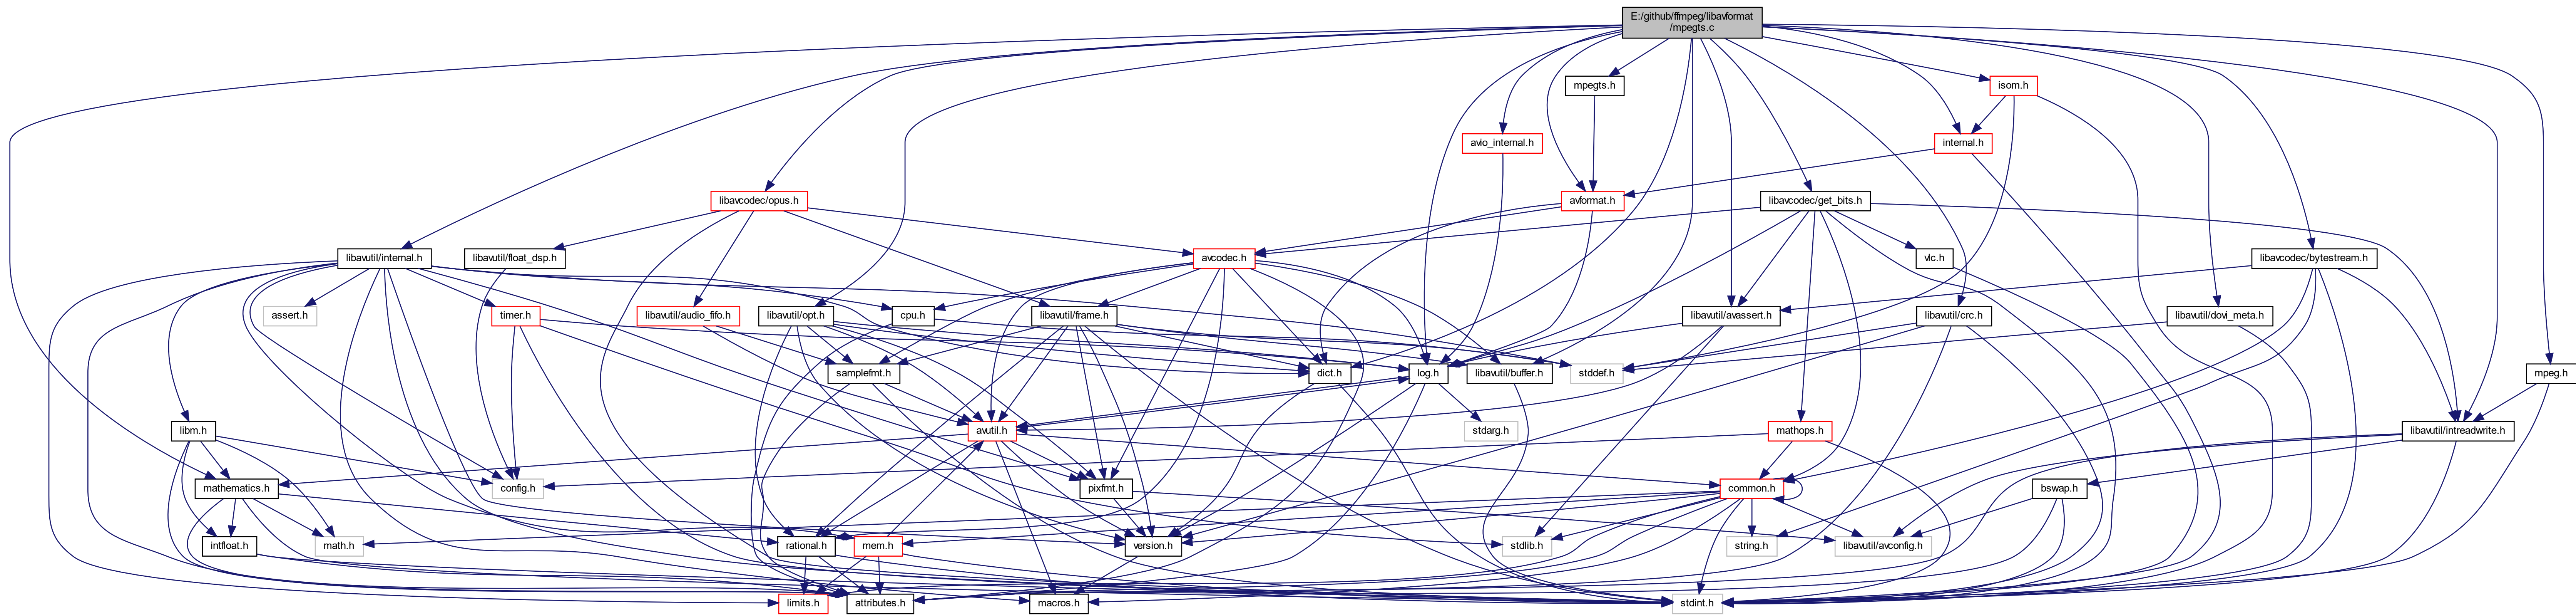 E:/github/ffmpeg/libavformat
/mpegts.c
mpegts.h
isom.h
avio_internal.h
internal.h
libavcodec/opus.h
avformat.h
libavcodec/get_bits.h
libavutil/internal.h
libavutil/float_dsp.h
avcodec.h
vlc.h
libavcodec/bytestream.h
assert.h
timer.h
libavutil/audio_fifo.h
libavutil/opt.h
cpu.h
libavutil/frame.h
libavutil/avassert.h
libavutil/crc.h
libavutil/dovi_meta.h
samplefmt.h
dict.h
log.h
libavutil/buffer.h
stddef.h
mpeg.h
libm.h
avutil.h
stdarg.h
mathops.h
libavutil/intreadwrite.h
mathematics.h
config.h
pixfmt.h
common.h
bswap.h
intfloat.h
math.h
rational.h
mem.h
version.h
stdlib.h
string.h
libavutil/avconfig.h
limits.h
attributes.h
macros.h
stdint.h